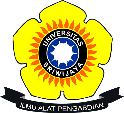 UNIVERSITAS
SRIWIJAYA
ILMU ALAT PENGABDIAN